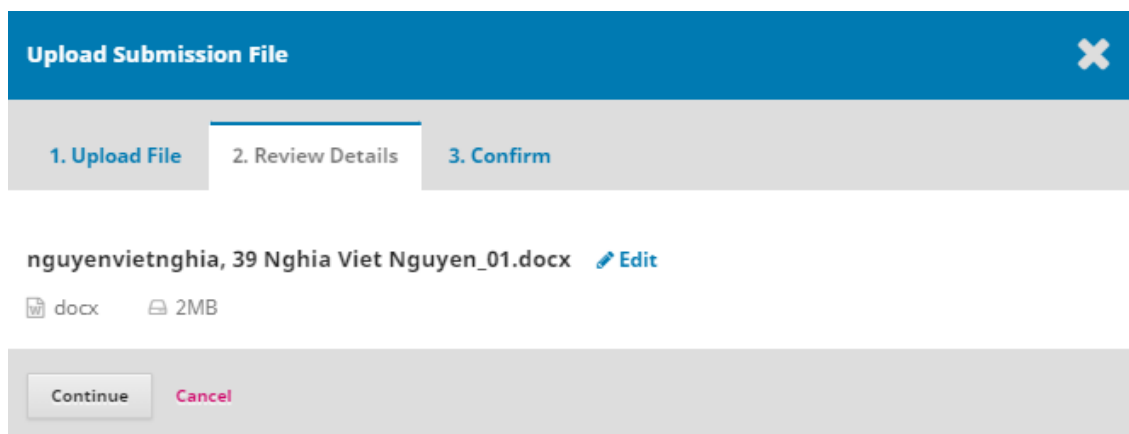 Upload Submission File
1. Upload File 2. Review Details 3. Confirm
nguyenvietnghia, 39 Nghia Viet Nguyen_01.docx Edit
docx 2MB
Continue Cancel